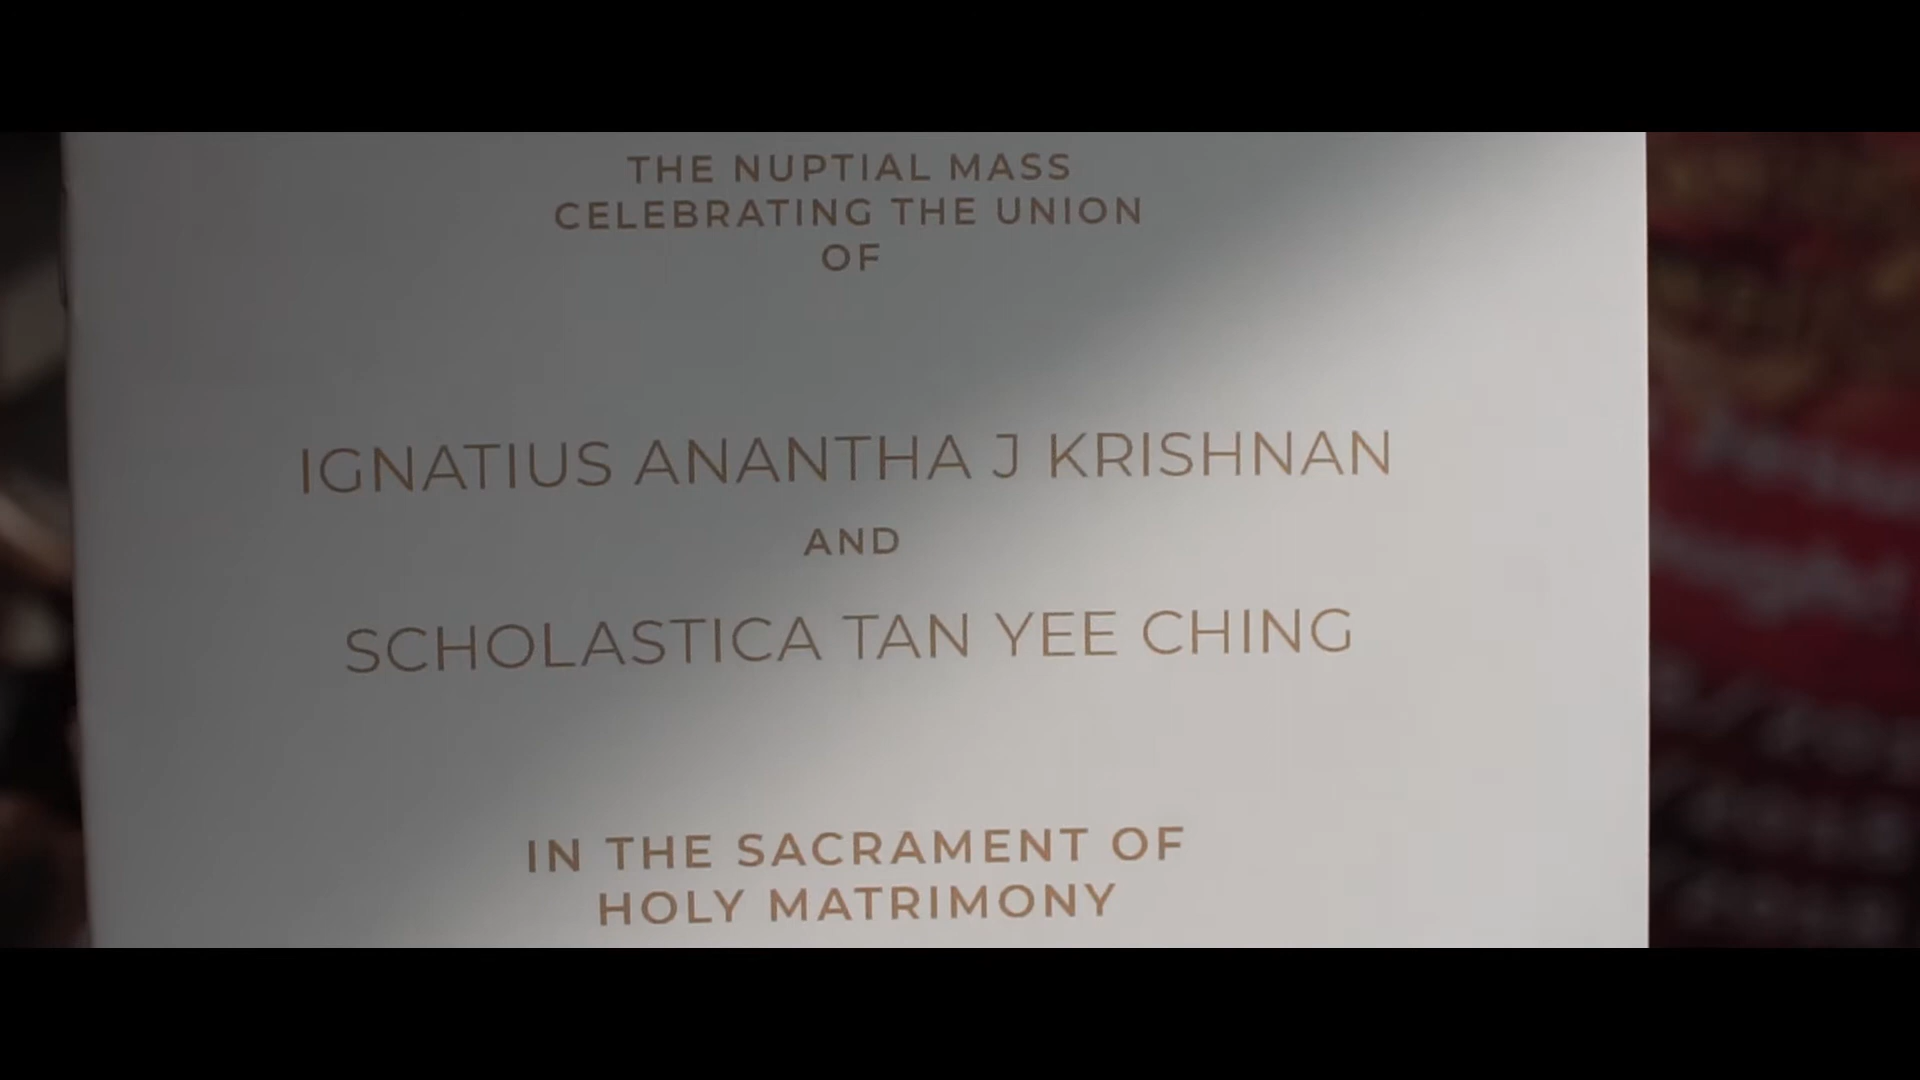 THE NUPTIAL MASS
CELEBRATING THE UNION
OF
IGNATIUS ANANTHA J KRISHNAN
AND
SCHOLASTICA TAN YEE CHING
IN THE SACRAMENT OF
HOLY MATRIMONY